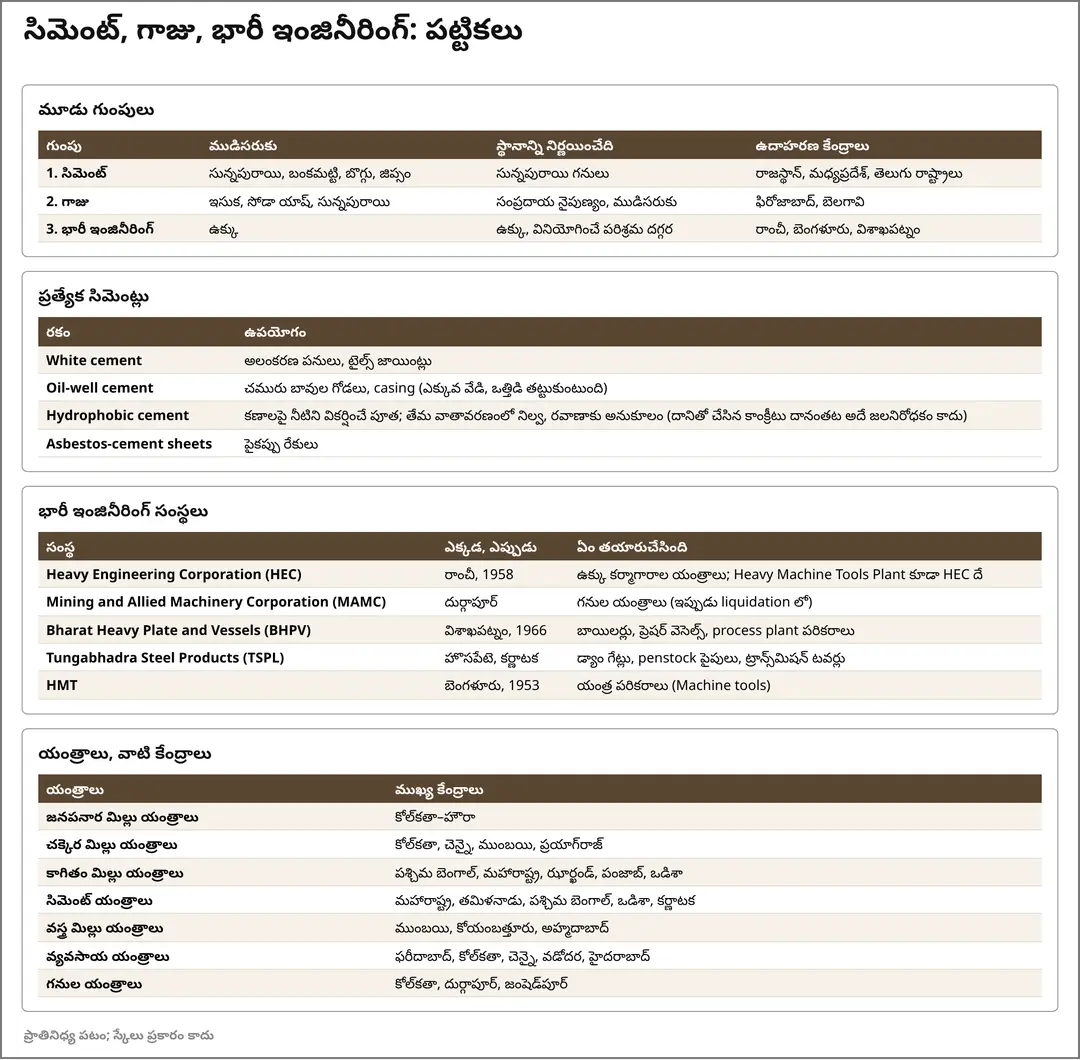 సిమెంట్, గాజు, భారీ ఇంజినీరింగ్: పట్టికలు
మూడు గుంపులు
గుంపు ముడిసరుకు స్థానాన్ని నిర్ణయించేది ఉదాహరణ కేంద్రాలు
1. సిమెంట్ సున్నపురాయి, బంకమట్టి, బొగ్గు, జిప్సం సున్నపురాయి గనులు రాజస్థాన్, మధ్యప్రదేశ్, తెలుగు రాష్ట్రాలు
2. గాజు ఇసుక, సోడా యాష్, సున్నపురాయి సంప్రదాయ నైపుణ్యం, ముడిసరుకు ఫిరోజాబాద్, బెలగావి
3. భారీ ఇంజినీరింగ్ ఉక్కు ఉక్కు, వినియోగించే పరిశ్రమ దగ్గర రాంచీ, బెంగళూరు, విశాఖపట్నం
ప్రత్యేక సిమెంట్లు
రకం ఉపయోగం
White cement అలంకరణ పనులు, టైల్స్ జాయింట్లు
Oil-well cement చమురు బావుల గోడలు, casing (ఎక్కువ వేడి, ఒత్తిడి తట్టుకుంటుంది)
Hydrophobic cement కణాలపై నీటిని వికర్షించే పూత; తేమ వాతావరణంలో నిల్వ, రవాణాకు అనుకూలం (దానితో చేసిన కాంక్రీటు దానంతట అదే జలనిరోధకం కాదు)
Asbestos-cement sheets పైకప్పు రేకులు
భారీ ఇంజినీరింగ్ సంస్థలు
సంస్థ ఎక్కడ, ఎప్పుడు ఏం తయారుచేసింది
Heavy Engineering Corporation (HEC) రాంచీ, 1958 ఉక్కు కర్మాగారాల యంత్రాలు; Heavy Machine Tools Plant కూడా HEC దే
Mining and Allied Machinery Corporation (MAMC) దుర్గాపూర్ గనుల యంత్రాలు (ఇప్పుడు liquidation లో)
Bharat Heavy Plate and Vessels (BHPV) విశాఖపట్నం, 1966 బాయిలర్లు, ప్రెషర్ వెసెల్స్, process plant పరికరాలు
Tungabhadra Steel Products (TSPL) హొసపేటె, కర్ణాటక డ్యాం గేట్లు, penstock పైపులు, ట్రాన్స్‌మిషన్ టవర్లు
HMT బెంగళూరు, 1953 యంత్ర పరికరాలు (Machine tools)
యంత్రాలు, వాటి కేంద్రాలు
యంత్రాలు ముఖ్య కేంద్రాలు
జనపనార మిల్లు యంత్రాలు కోల్‌కతా–హౌరా
చక్కెర మిల్లు యంత్రాలు కోల్‌కతా, చెన్నై, ముంబయి, ప్రయాగ్‌రాజ్
కాగితం మిల్లు యంత్రాలు పశ్చిమ బెంగాల్, మహారాష్ట్ర, ఝార్ఖండ్, పంజాబ్, ఒడిశా
సిమెంట్ యంత్రాలు మహారాష్ట్ర, తమిళనాడు, పశ్చిమ బెంగాల్, ఒడిశా, కర్ణాటక
వస్త్ర మిల్లు యంత్రాలు ముంబయి, కోయంబత్తూరు, అహ్మదాబాద్
వ్యవసాయ యంత్రాలు ఫరీదాబాద్, కోల్‌కతా, చెన్నై, వడోదర, హైదరాబాద్
గనుల యంత్రాలు కోల్‌కతా, దుర్గాపూర్, జంషెడ్‌పూర్
ప్రాతినిధ్య పటం; స్కేలు ప్రకారం కాదు